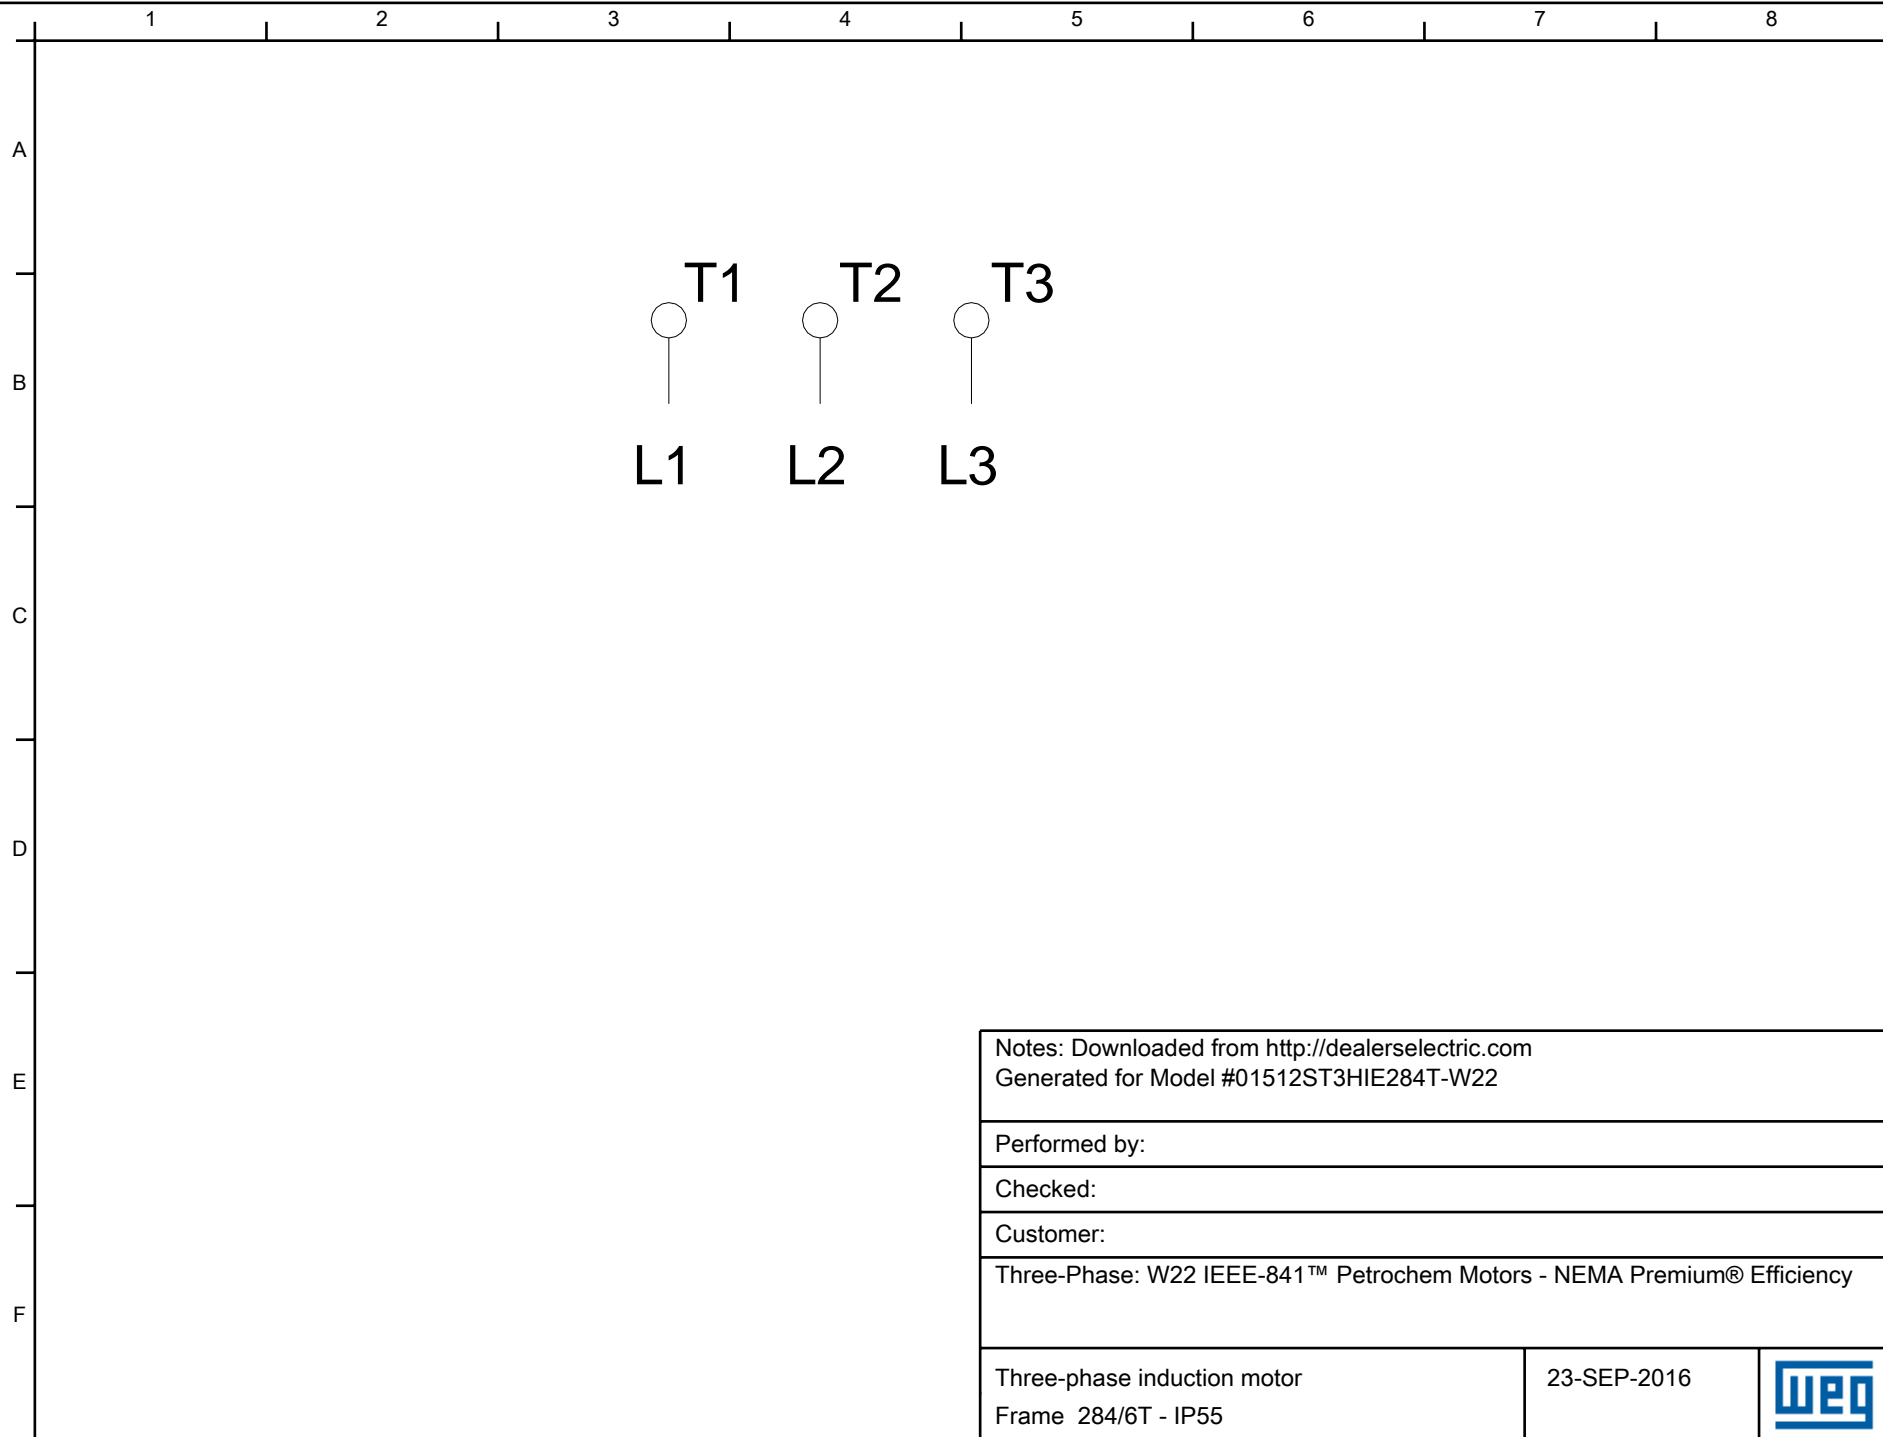 1 2 3 4 5 6 7 8
A
T1 T2 T3
B
L1 L2 L3
C
D
E
Notes: Downloaded from http://dealerselectric.com
Generated for Model #01512ST3HIE284T-W22
Performed by:
Checked:
Customer:
Three-Phase: W22 IEEE-841™ Petrochem Motors - NEMA Premium® Efficiency
F
Three-phase induction motor
23-SEP-2016
weg
Frame 284/6T - IP55